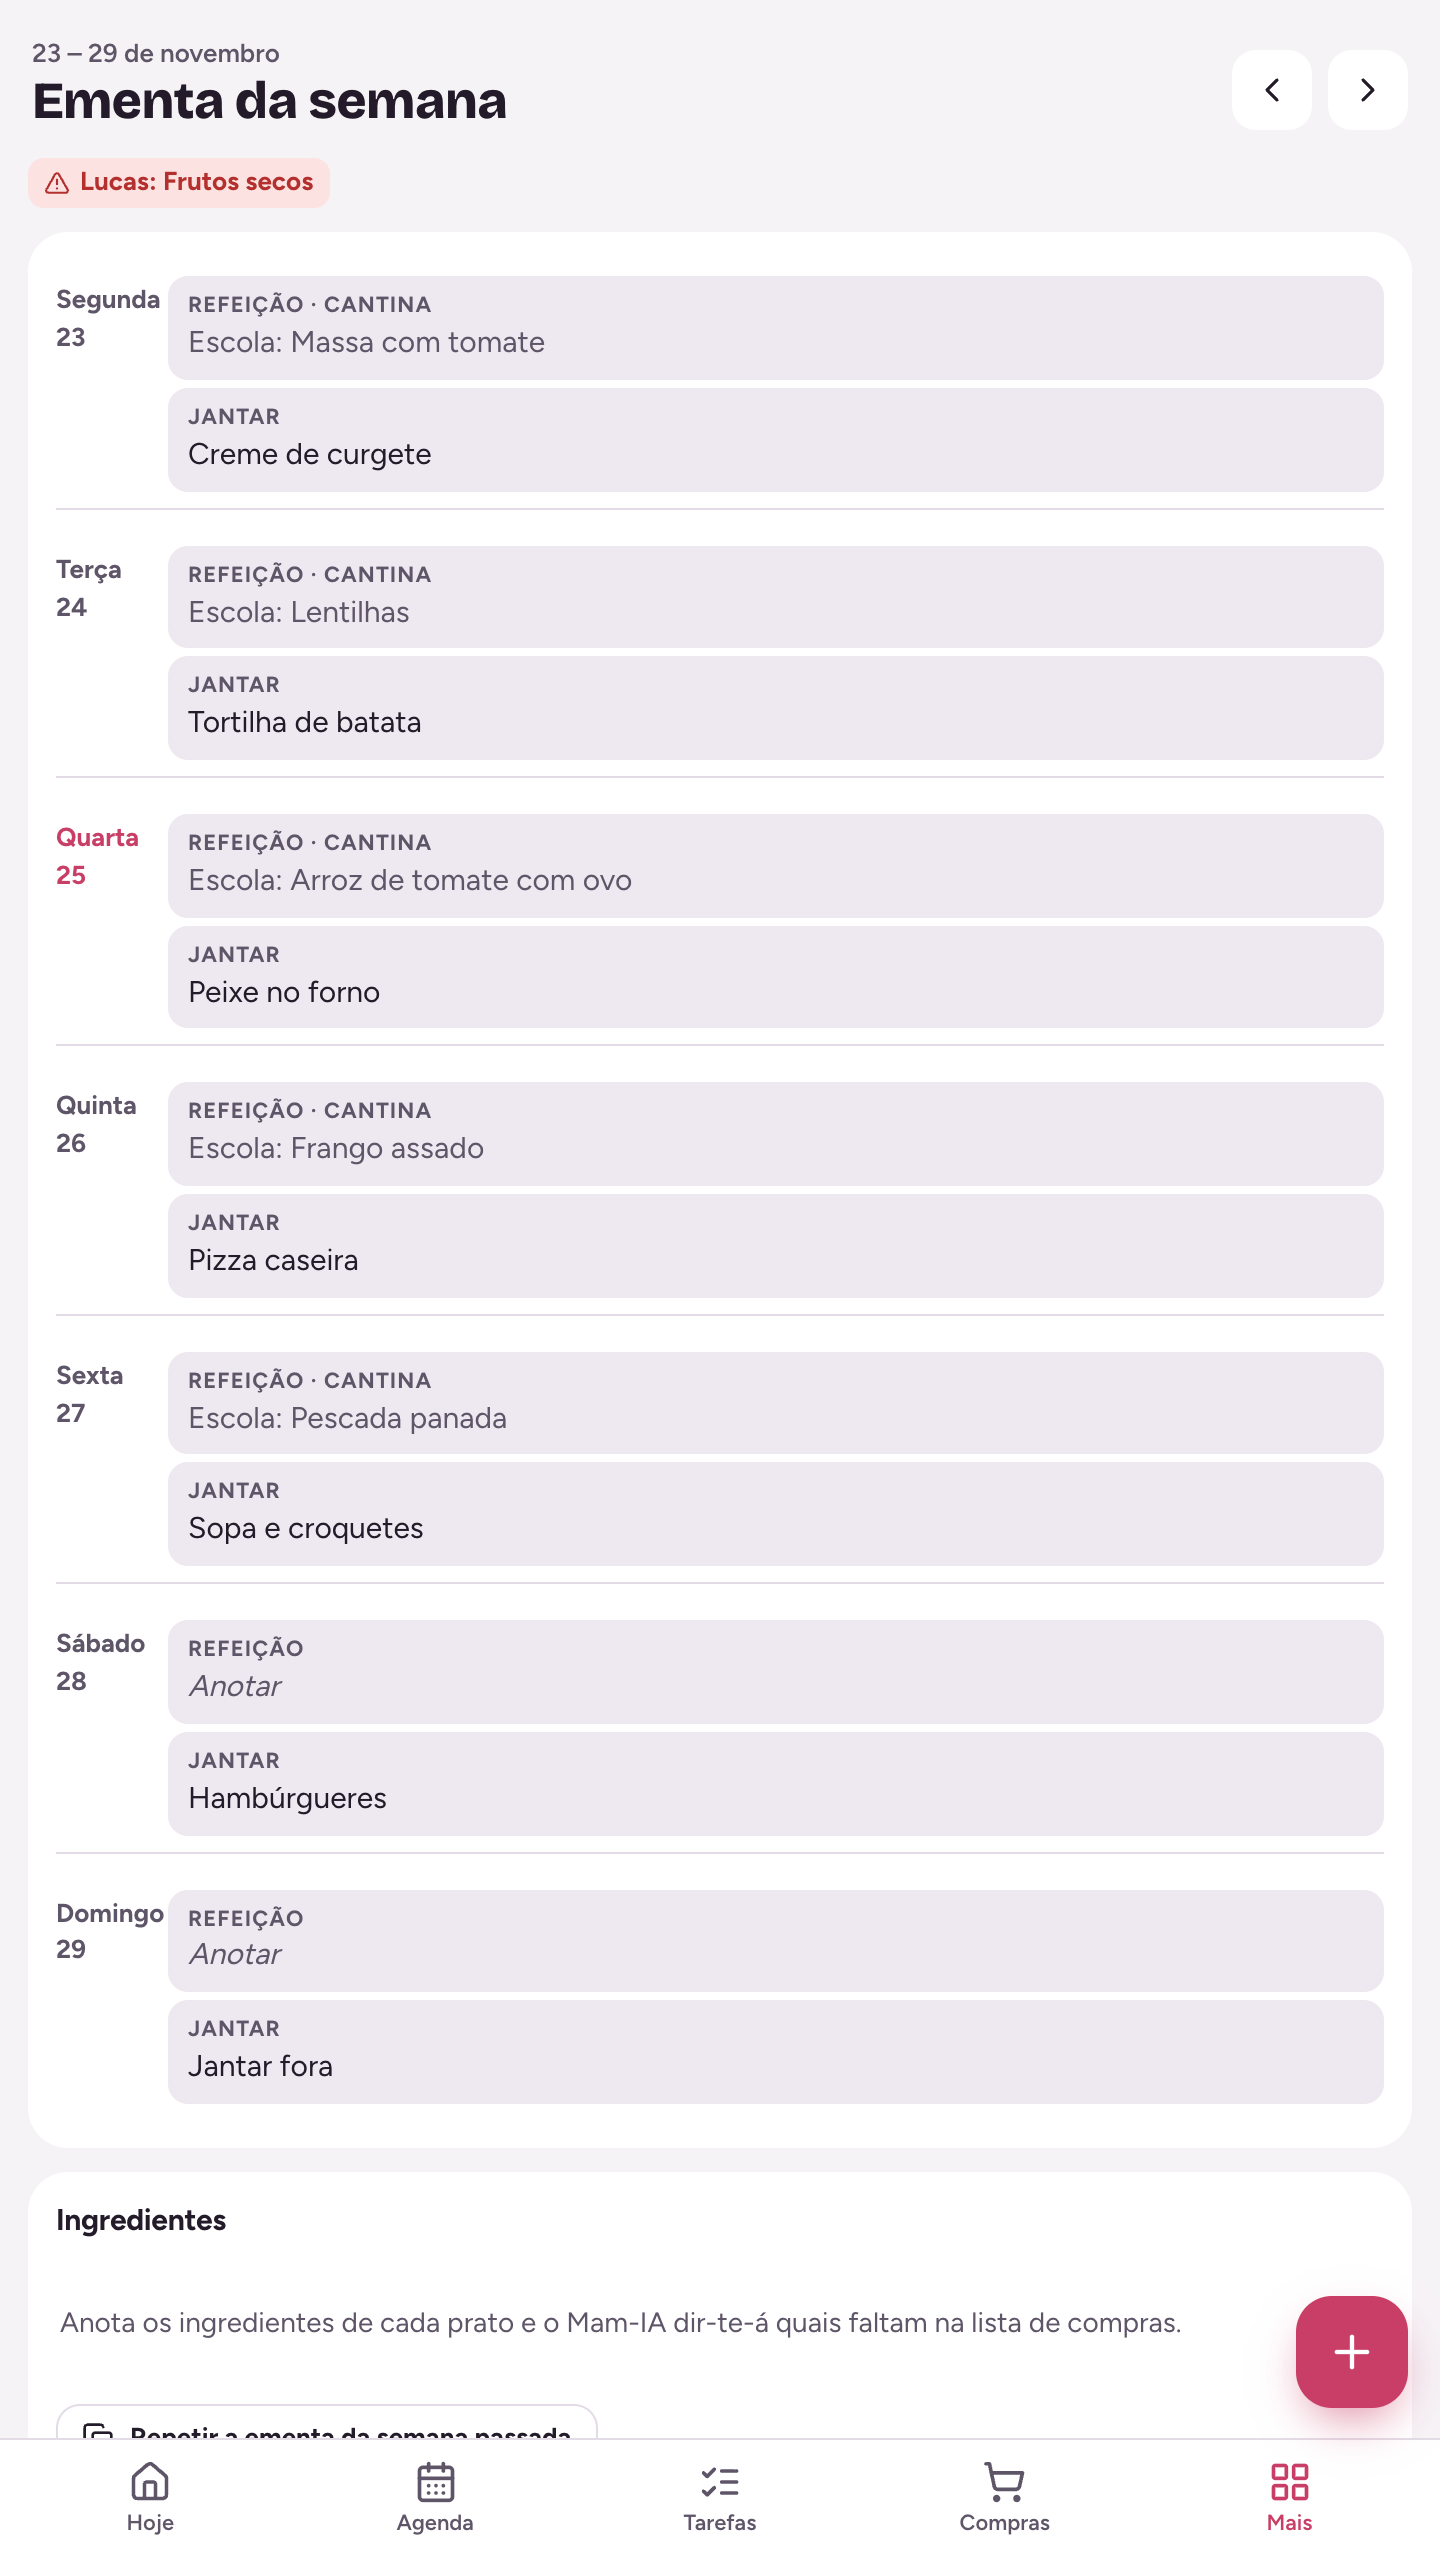 23 – 29 de novembro
Ementa da semana
Lucas: Frutos secos
Segunda
23
REFEIÇÃO · CANTINA
Escola: Massa com tomate
JANTAR
Creme de curgete
Terça
24
REFEIÇÃO · CANTINA
Escola: Lentilhas
JANTAR
Tortilha de batata
Quarta
25
REFEIÇÃO · CANTINA
Escola: Arroz de tomate com ovo
JANTAR
Peixe no forno
Quinta
26
REFEIÇÃO · CANTINA
Escola: Frango assado
JANTAR
Pizza caseira
Sexta
27
REFEIÇÃO · CANTINA
Escola: Pescada panada
JANTAR
Sopa e croquetes
Sábado
28
REFEIÇÃO
Anotar
JANTAR
Hambúrgueres
Domingo
29
REFEIÇÃO
Anotar
JANTAR
Jantar fora
Ingredientes
Anota os ingredientes de cada prato e o Mam-IA dir-te-á quais faltam na lista de compras.
Repetir a ementa da semana passada
Hoje
Agenda
Tarefas
Compras
Mais